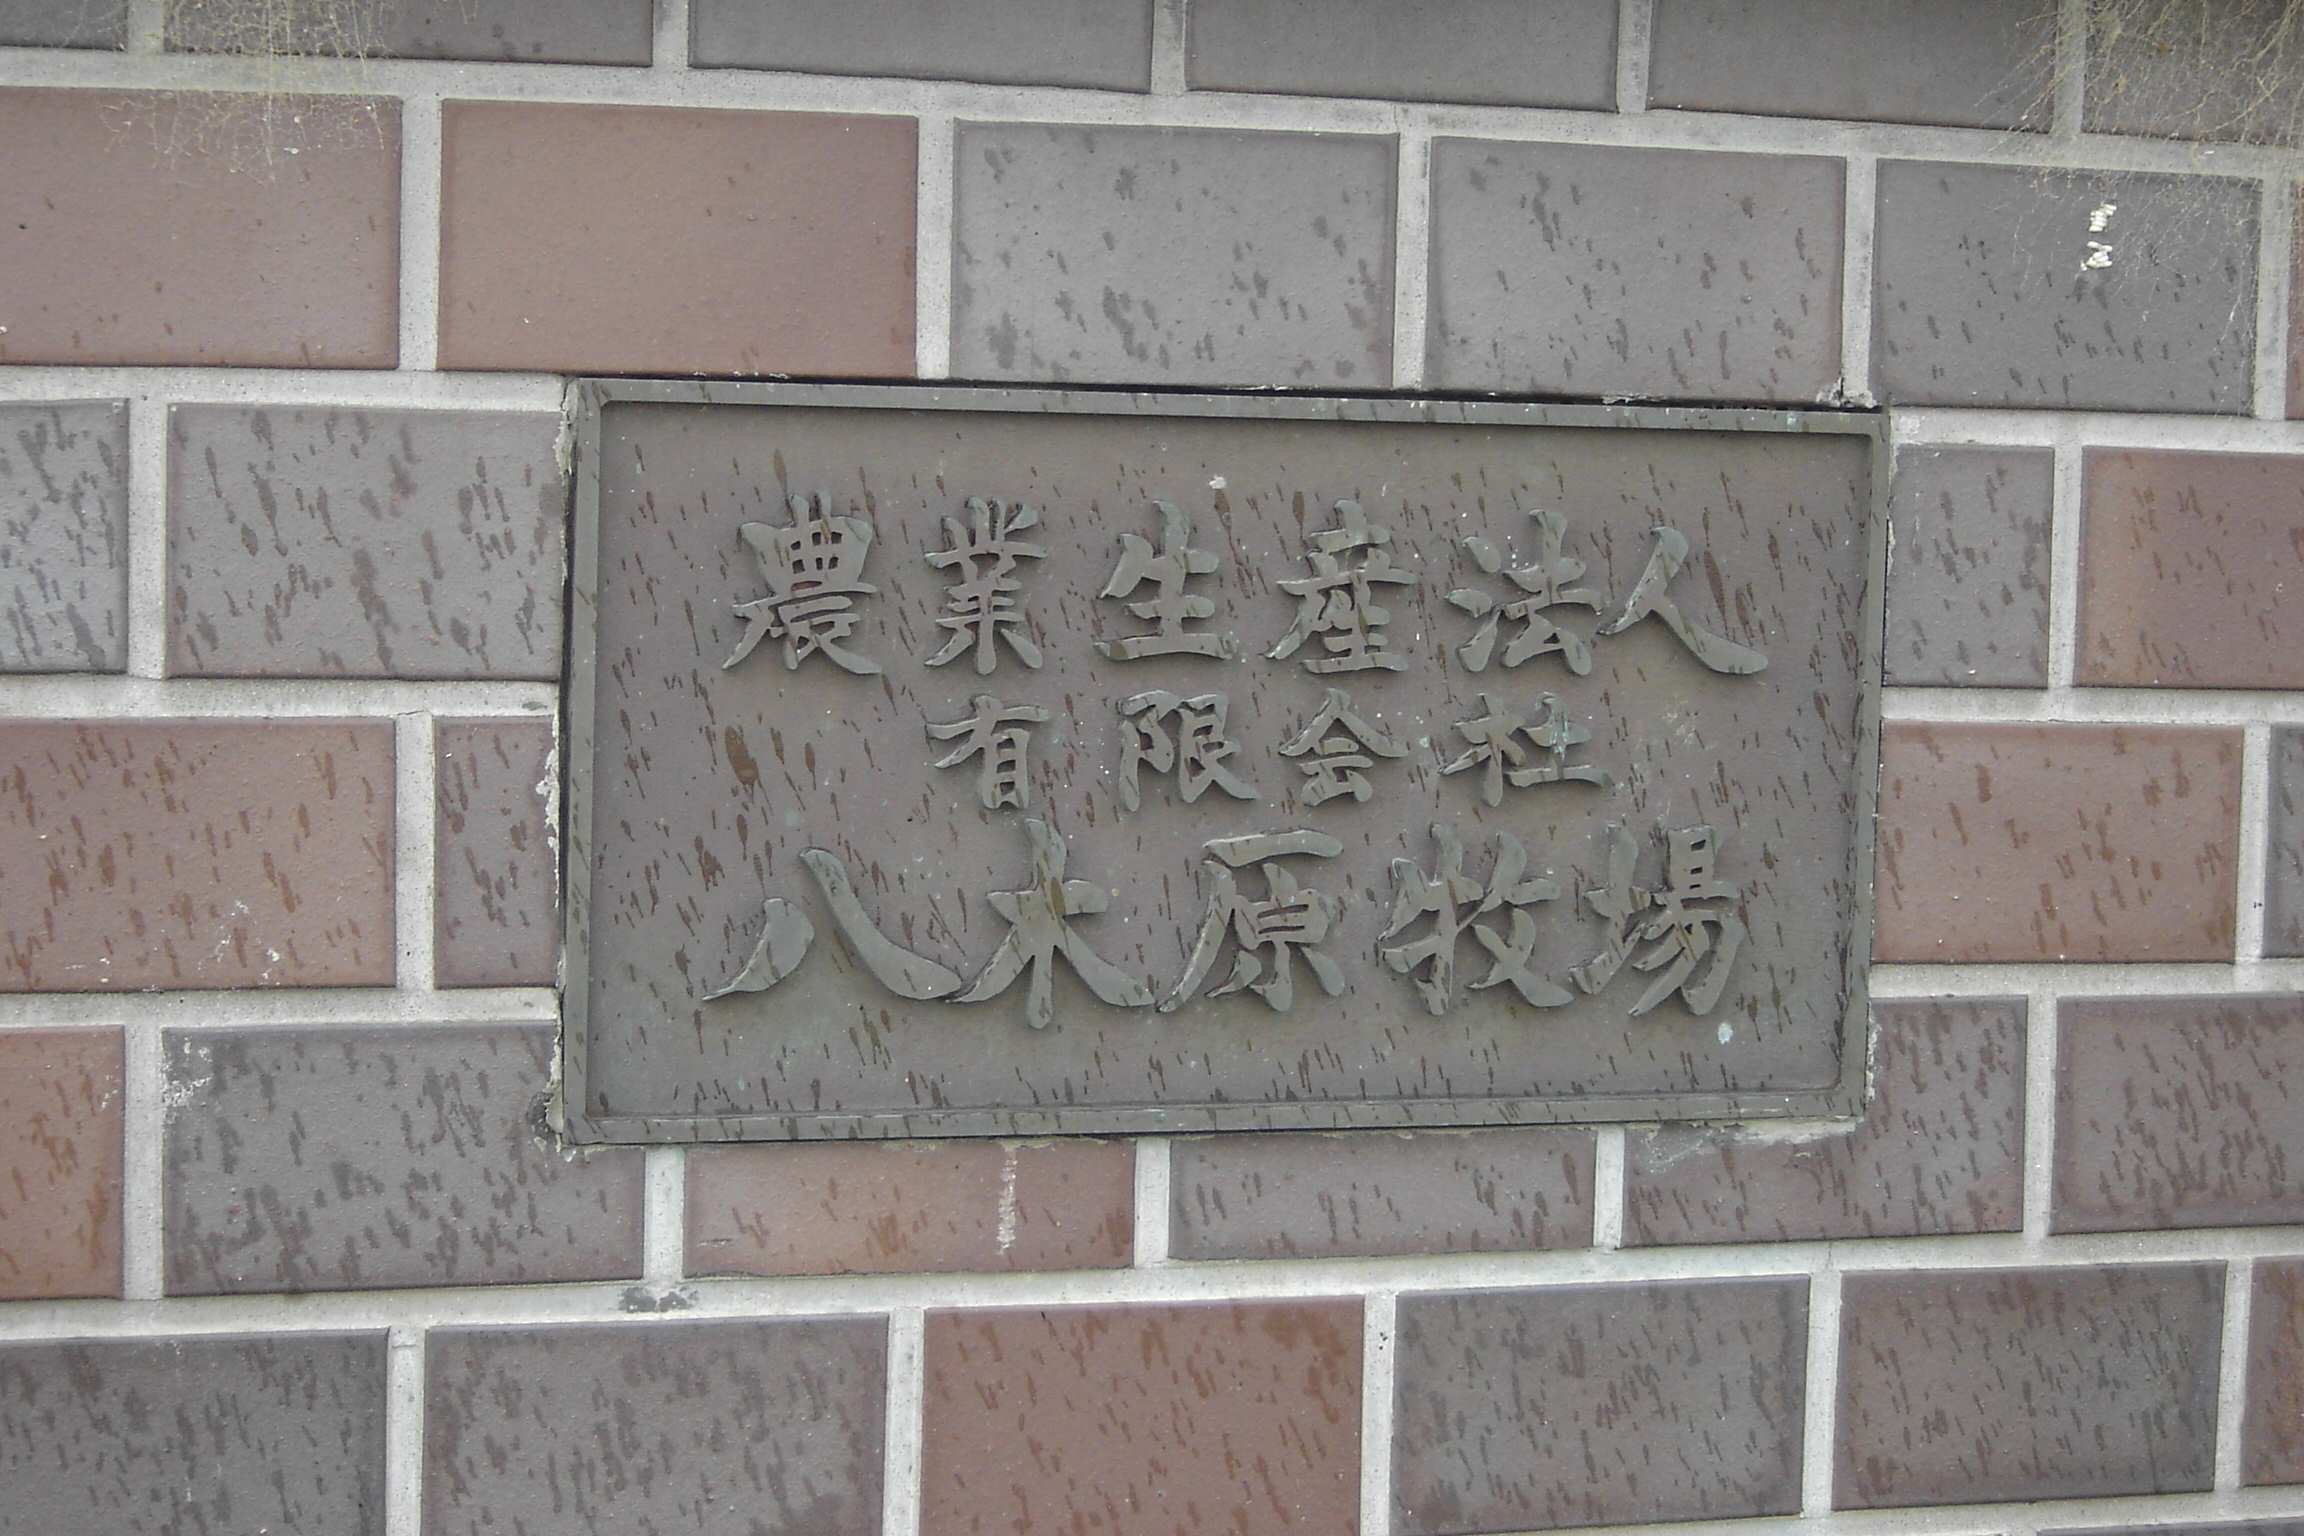 農業生産法人
有限会社
八木原牧場